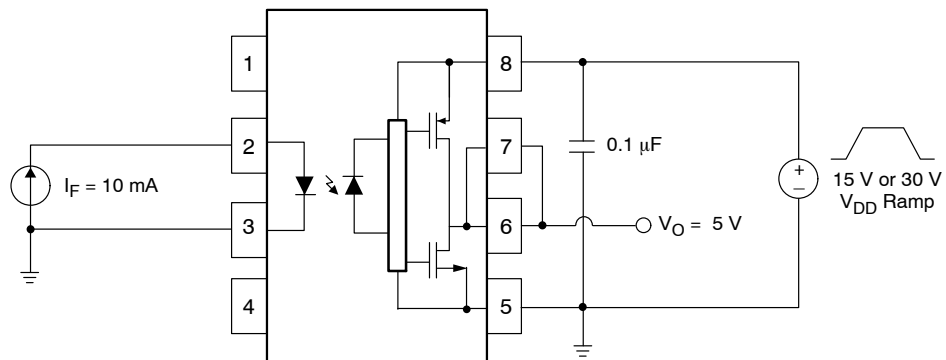 1
8
2
7
0.1 μF
+
−
15 V or 30 V
V_DD Ramp
I_F = 10 mA
3
6
V_O = 5 V
4
5